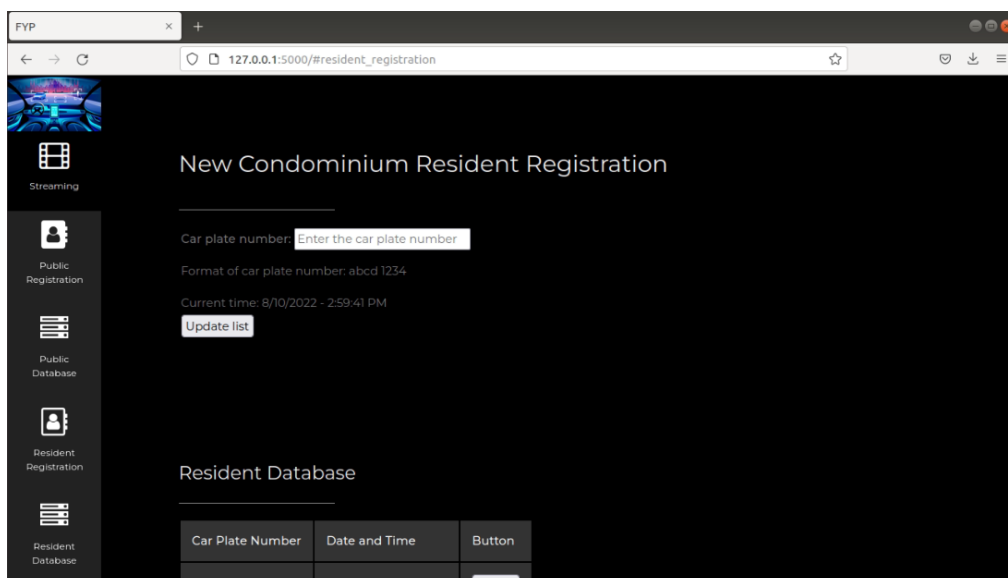 FYP
127.0.0.1:5000/#resident_registration
Streaming
Public
Registration
Public
Database
Resident
Registration
Resident
Database
New Condominium Resident Registration
Car plate number: Enter the car plate number
Format of car plate number: abcd 1234
Current time: 8/10/2022 - 2:59:41 PM
Update list
Resident Database
Car Plate Number Date and Time Button